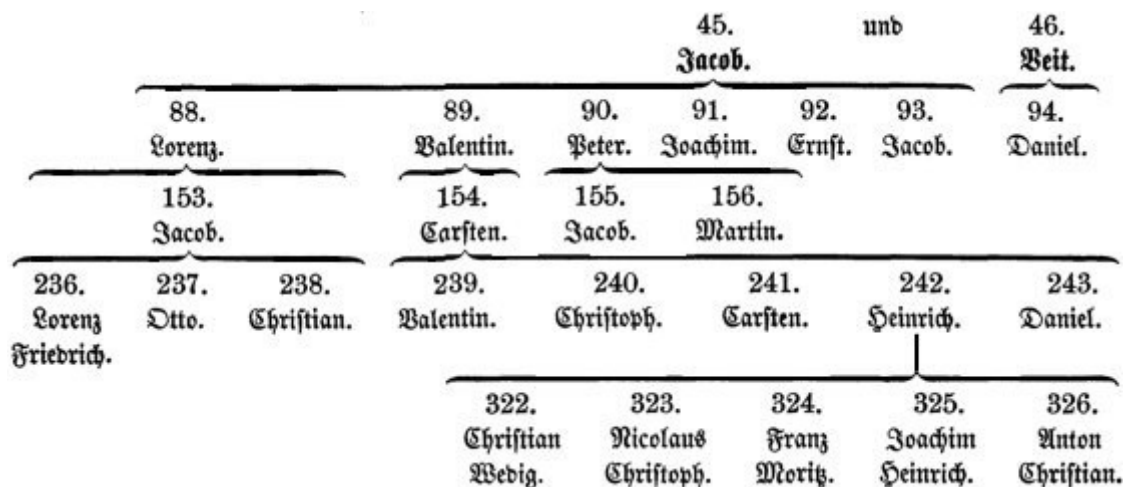 45. und 46.
Jacob. Veit.
88. 89. 90. 91. 92. 93. 94.
Lorenz. Valentin. Peter. Joachim. Ernſt. Jacob. Daniel.
153. 154. 155. 156.
Jacob. Carſten. Jacob. Martin.
236. 237. 238. 239. 240. 241. 242. 243.
Lorenz Otto. Chriſtian. Valentin. Chriſtoph. Carſten. Heinrich. Daniel.
Friedrich.
322. 323. 324. 325. 326.
Chriſtian Nicolaus Franz Joachim Anton
Wedig. Chriſtoph. Moritz. Heinrich. Chriſtian.